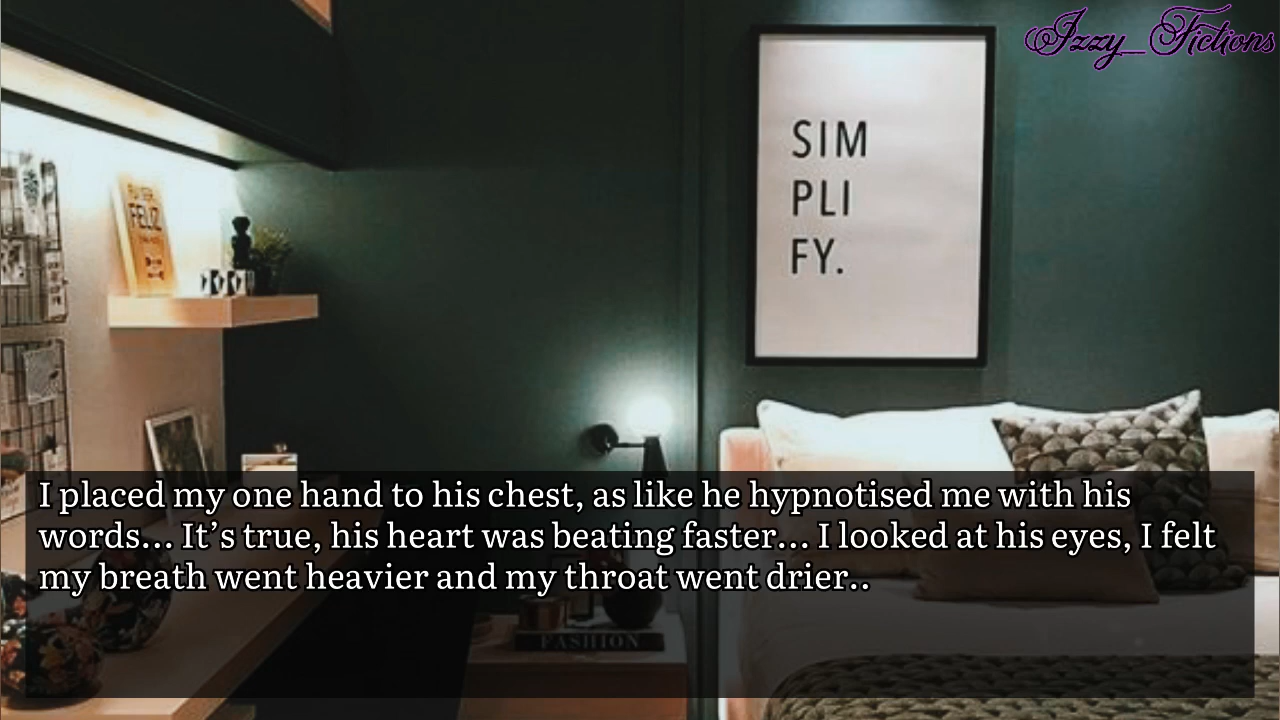 Izzy_Fictions
SIM
PLI
FY.
FELIZ
I placed my one hand to his chest, as like he hypnotised me with his
words... It’s true, his heart was beating faster... I looked at his eyes, I felt
my breath went heavier and my throat went drier..
FASHION